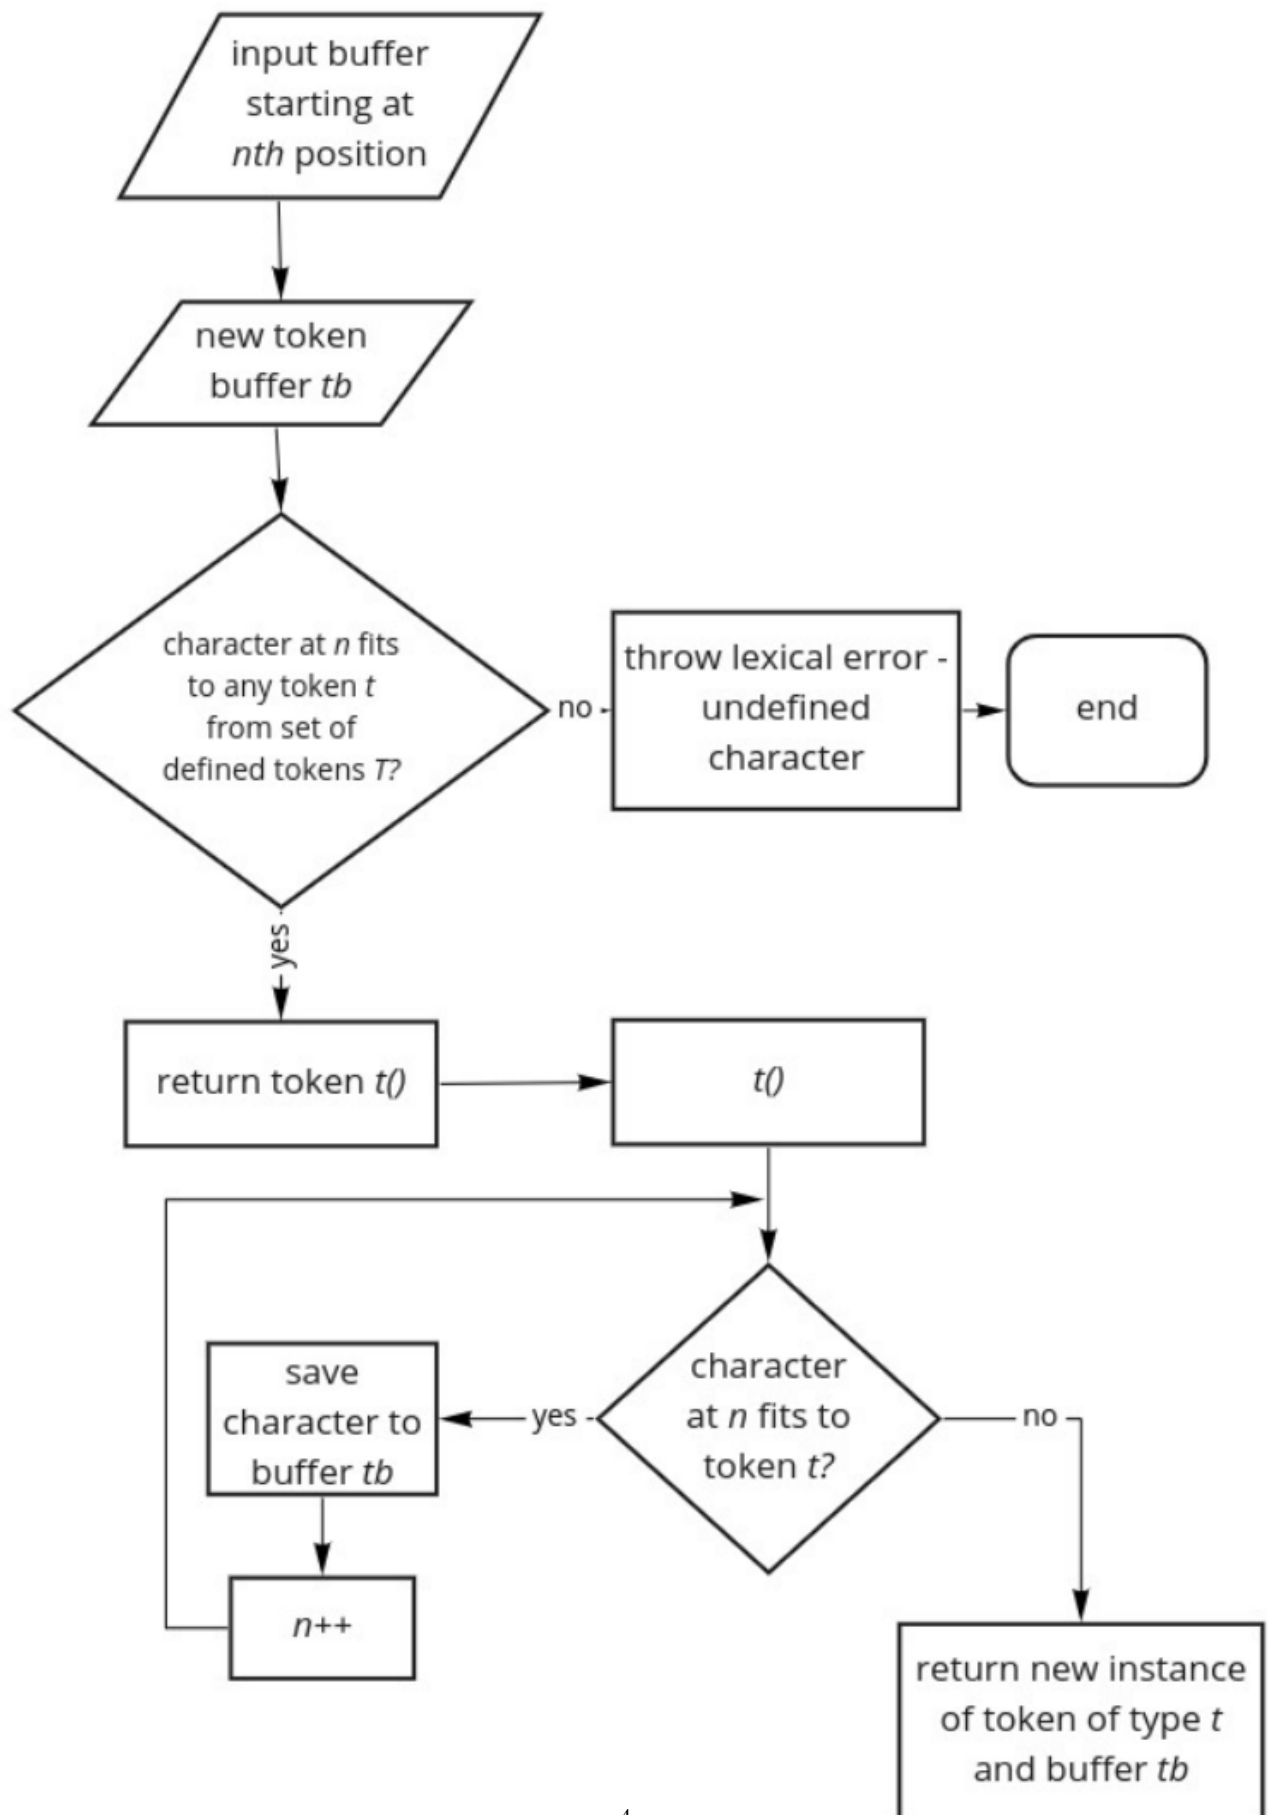 input buffer
starting at
nth position
new token
buffer tb
character at n fits
to any token t
from set of
defined tokens T?
no
throw lexical error -
undefined
character
end
yes
return token t()
t()
character
at n fits to
token t?
yes
no
save
character to
buffer tb
n++
return new instance
of token of type t
and buffer tb